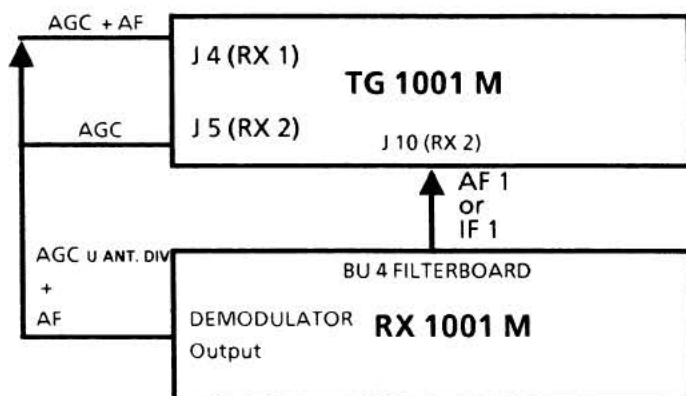 AGC + AF
J 4 (RX 1)
TG 1001 M
AGC
J 5 (RX 2)
J 10 (RX 2)
AF 1
or
IF 1
AGC U ANT. DIV
+
AF
BU 4 FILTERBOARD
DEMODULATOR
Output
RX 1001 M